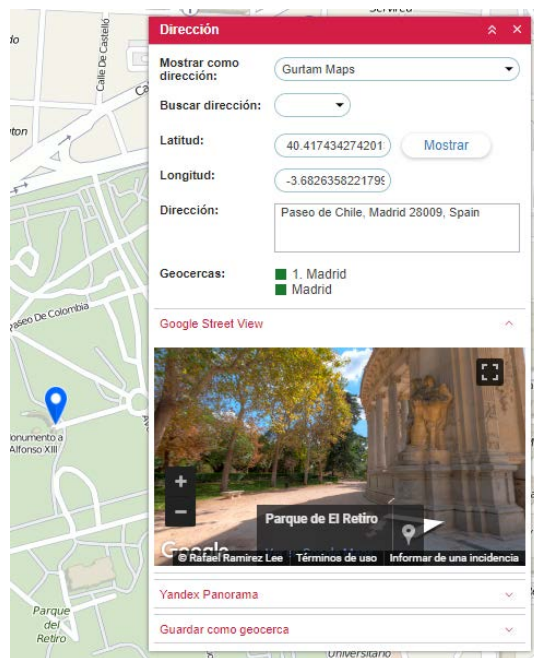 Calle De Castelló
Dirección
Mostrar como
dirección:
Gurtam Maps
Buscar dirección:
Latitud:
40.417434274201
Mostrar
Longitud:
-3.682635822179
Dirección:
Paseo de Chile, Madrid 28009, Spain
Geocercas:
1. Madrid
Madrid
Paseo De Colombia
Monumento a
Alfonso XIII
Google Street View
+
−
Parque de El Retiro
Google
© Rafael Ramírez Lee
Términos de uso
Informar de una incidencia
Yandex Panorama
Guardar como geocerca
Parque
del
Retiro
Universitario